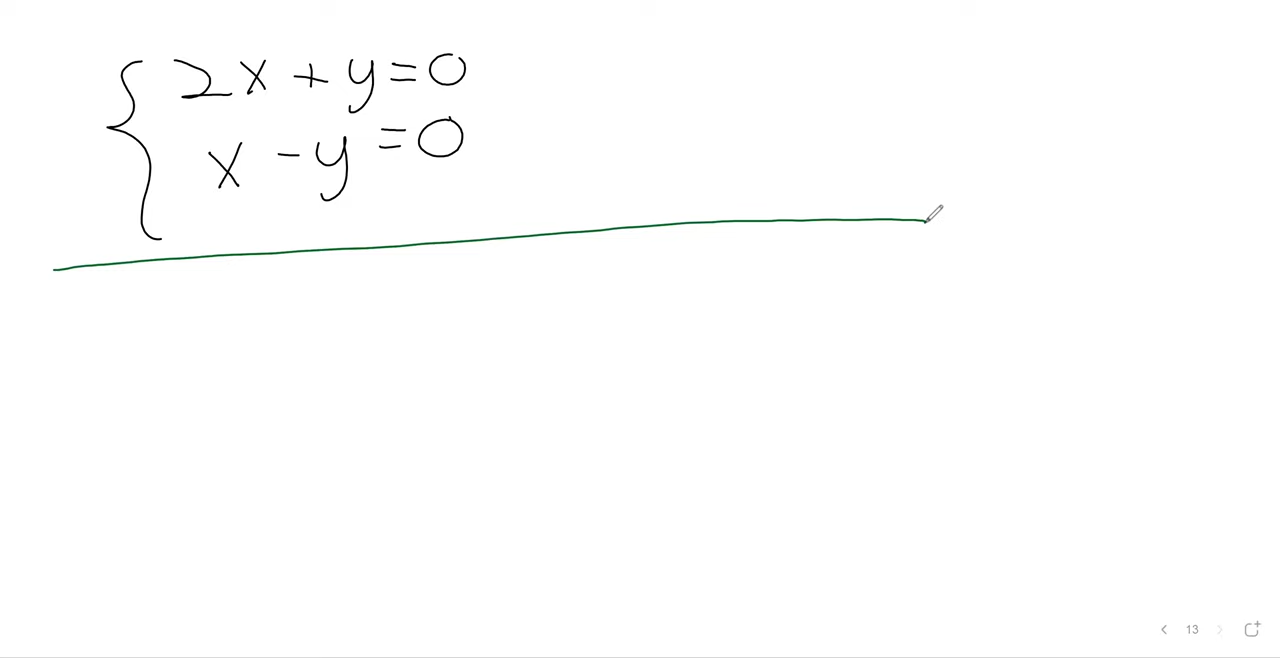 2x + y = 0
x - y = 0
13